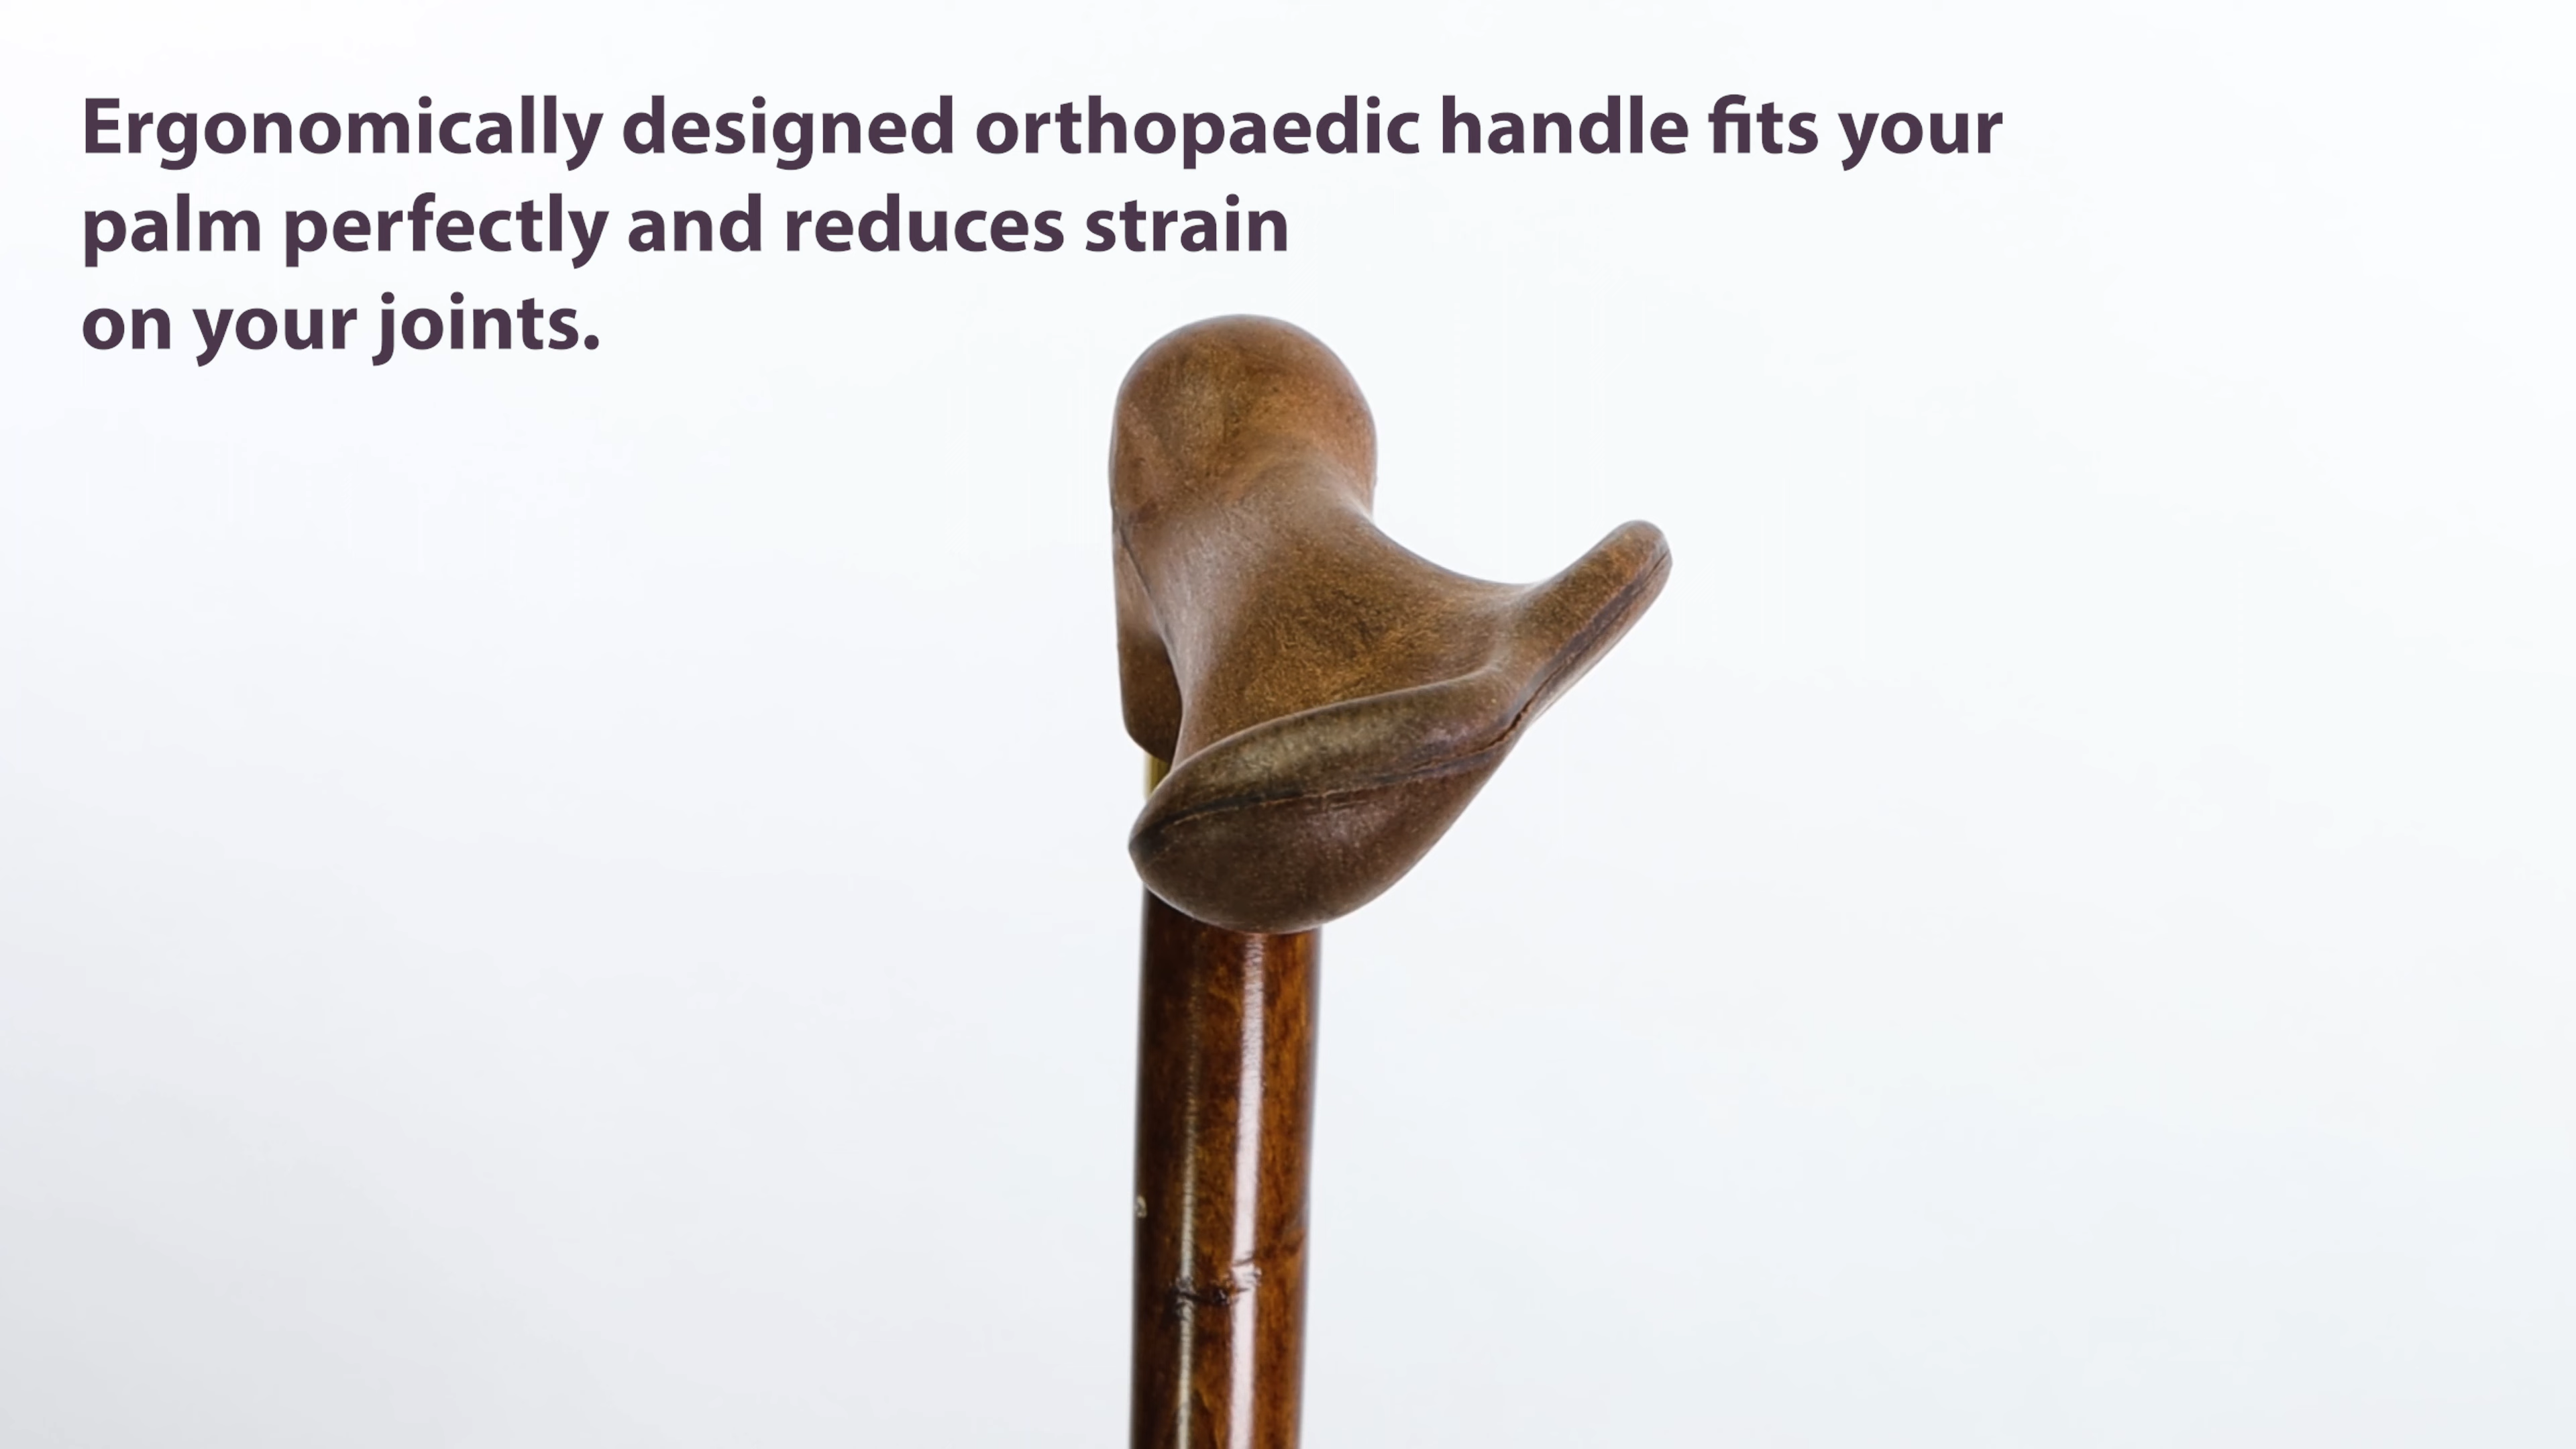 Ergonomically designed orthopaedic handle fits your
palm perfectly and reduces strain
on your joints.